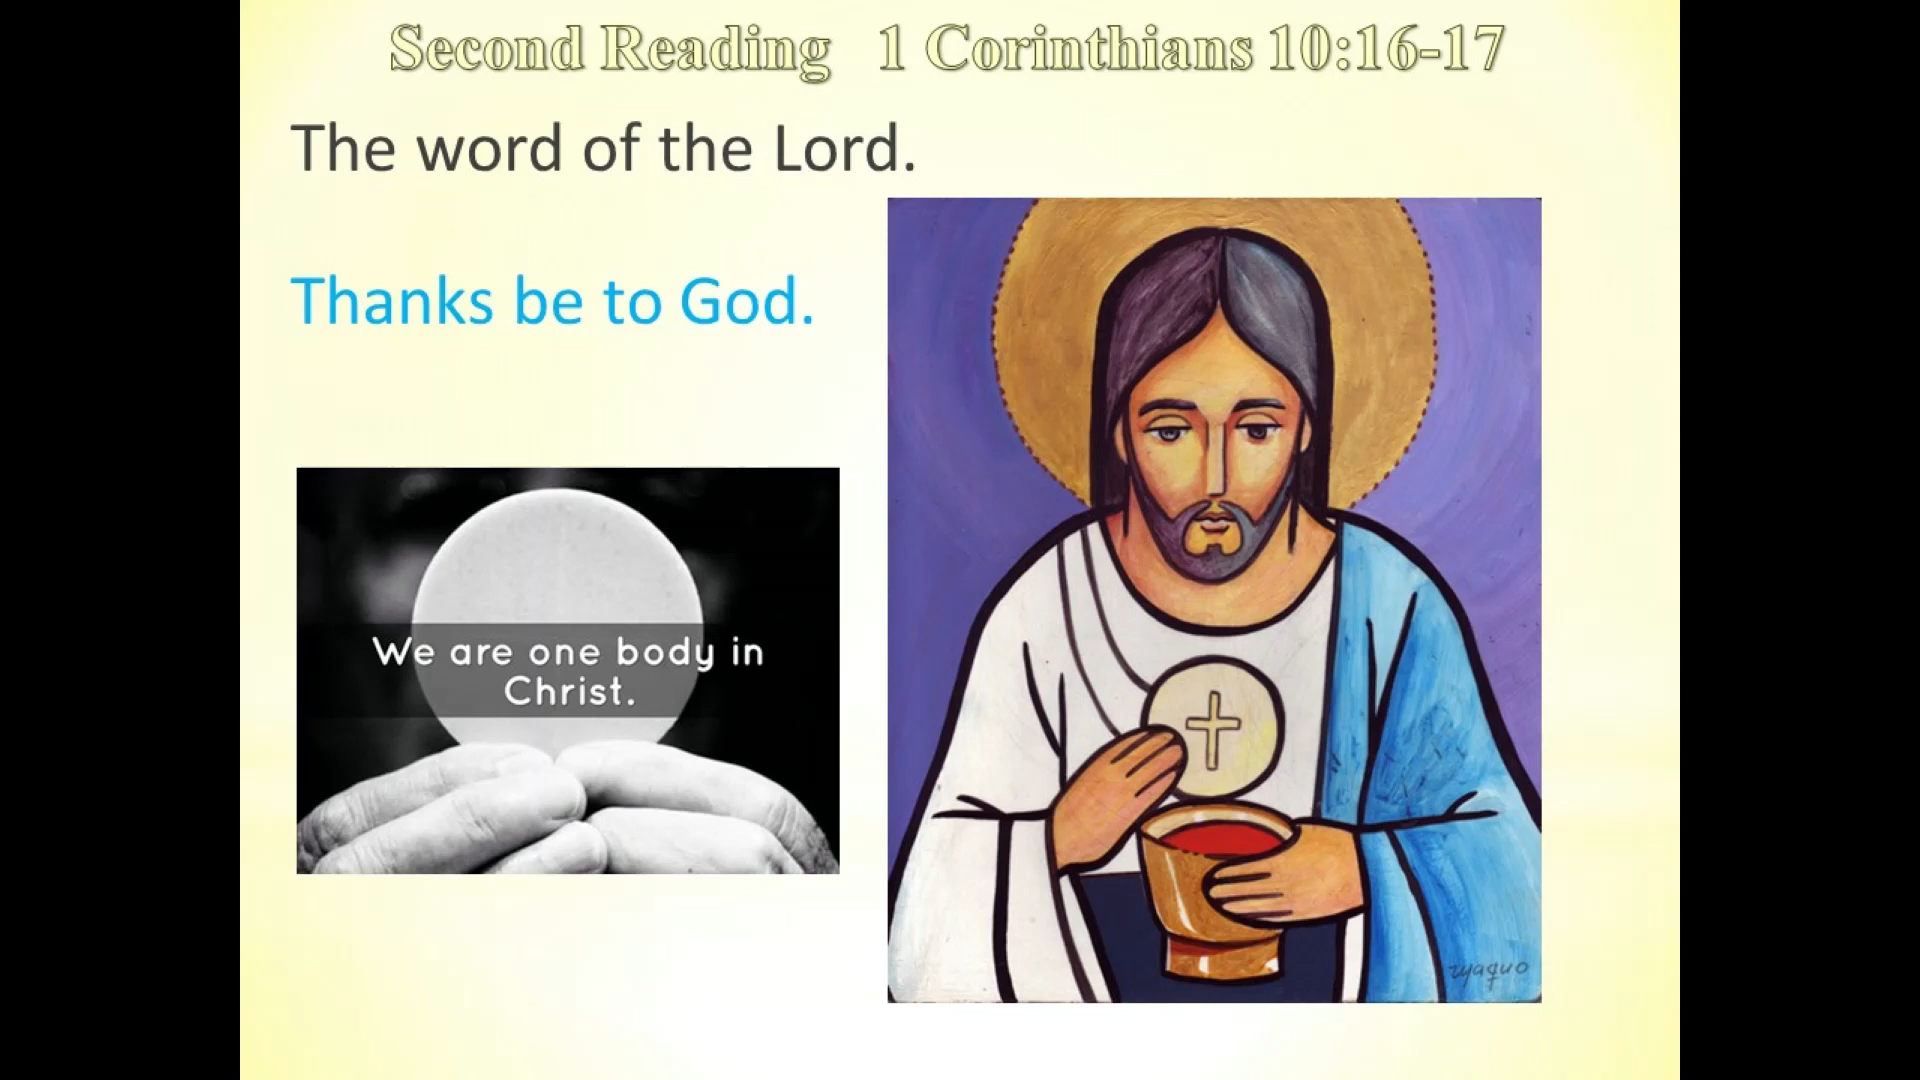 Second Reading 1 Corinthians 10:16-17
The word of the Lord.
Thanks be to God.
We are one body in
Christ.